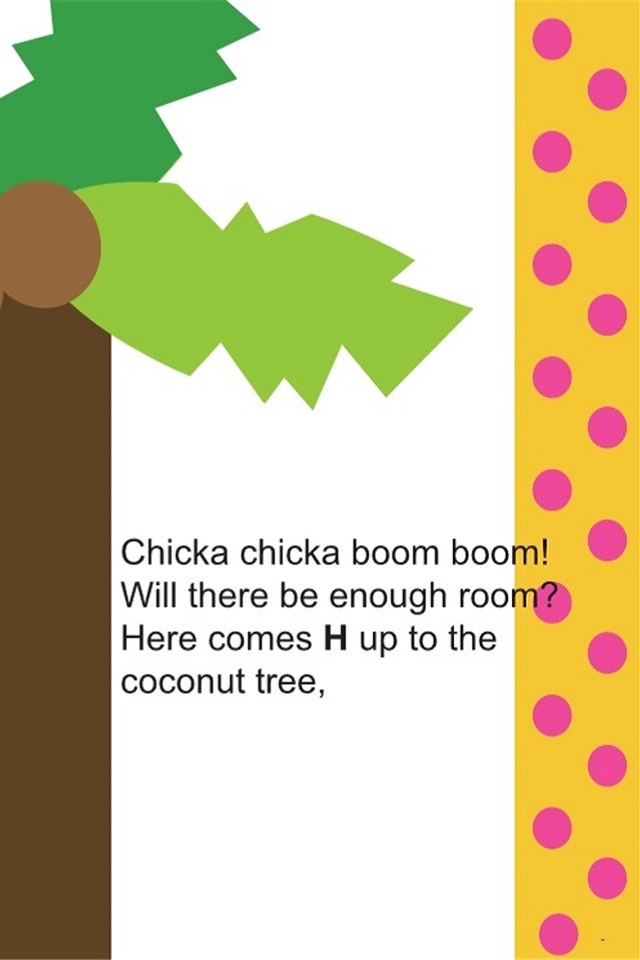 Chicka chicka boom boom!
Will there be enough room?
Here comes H up to the
coconut tree,